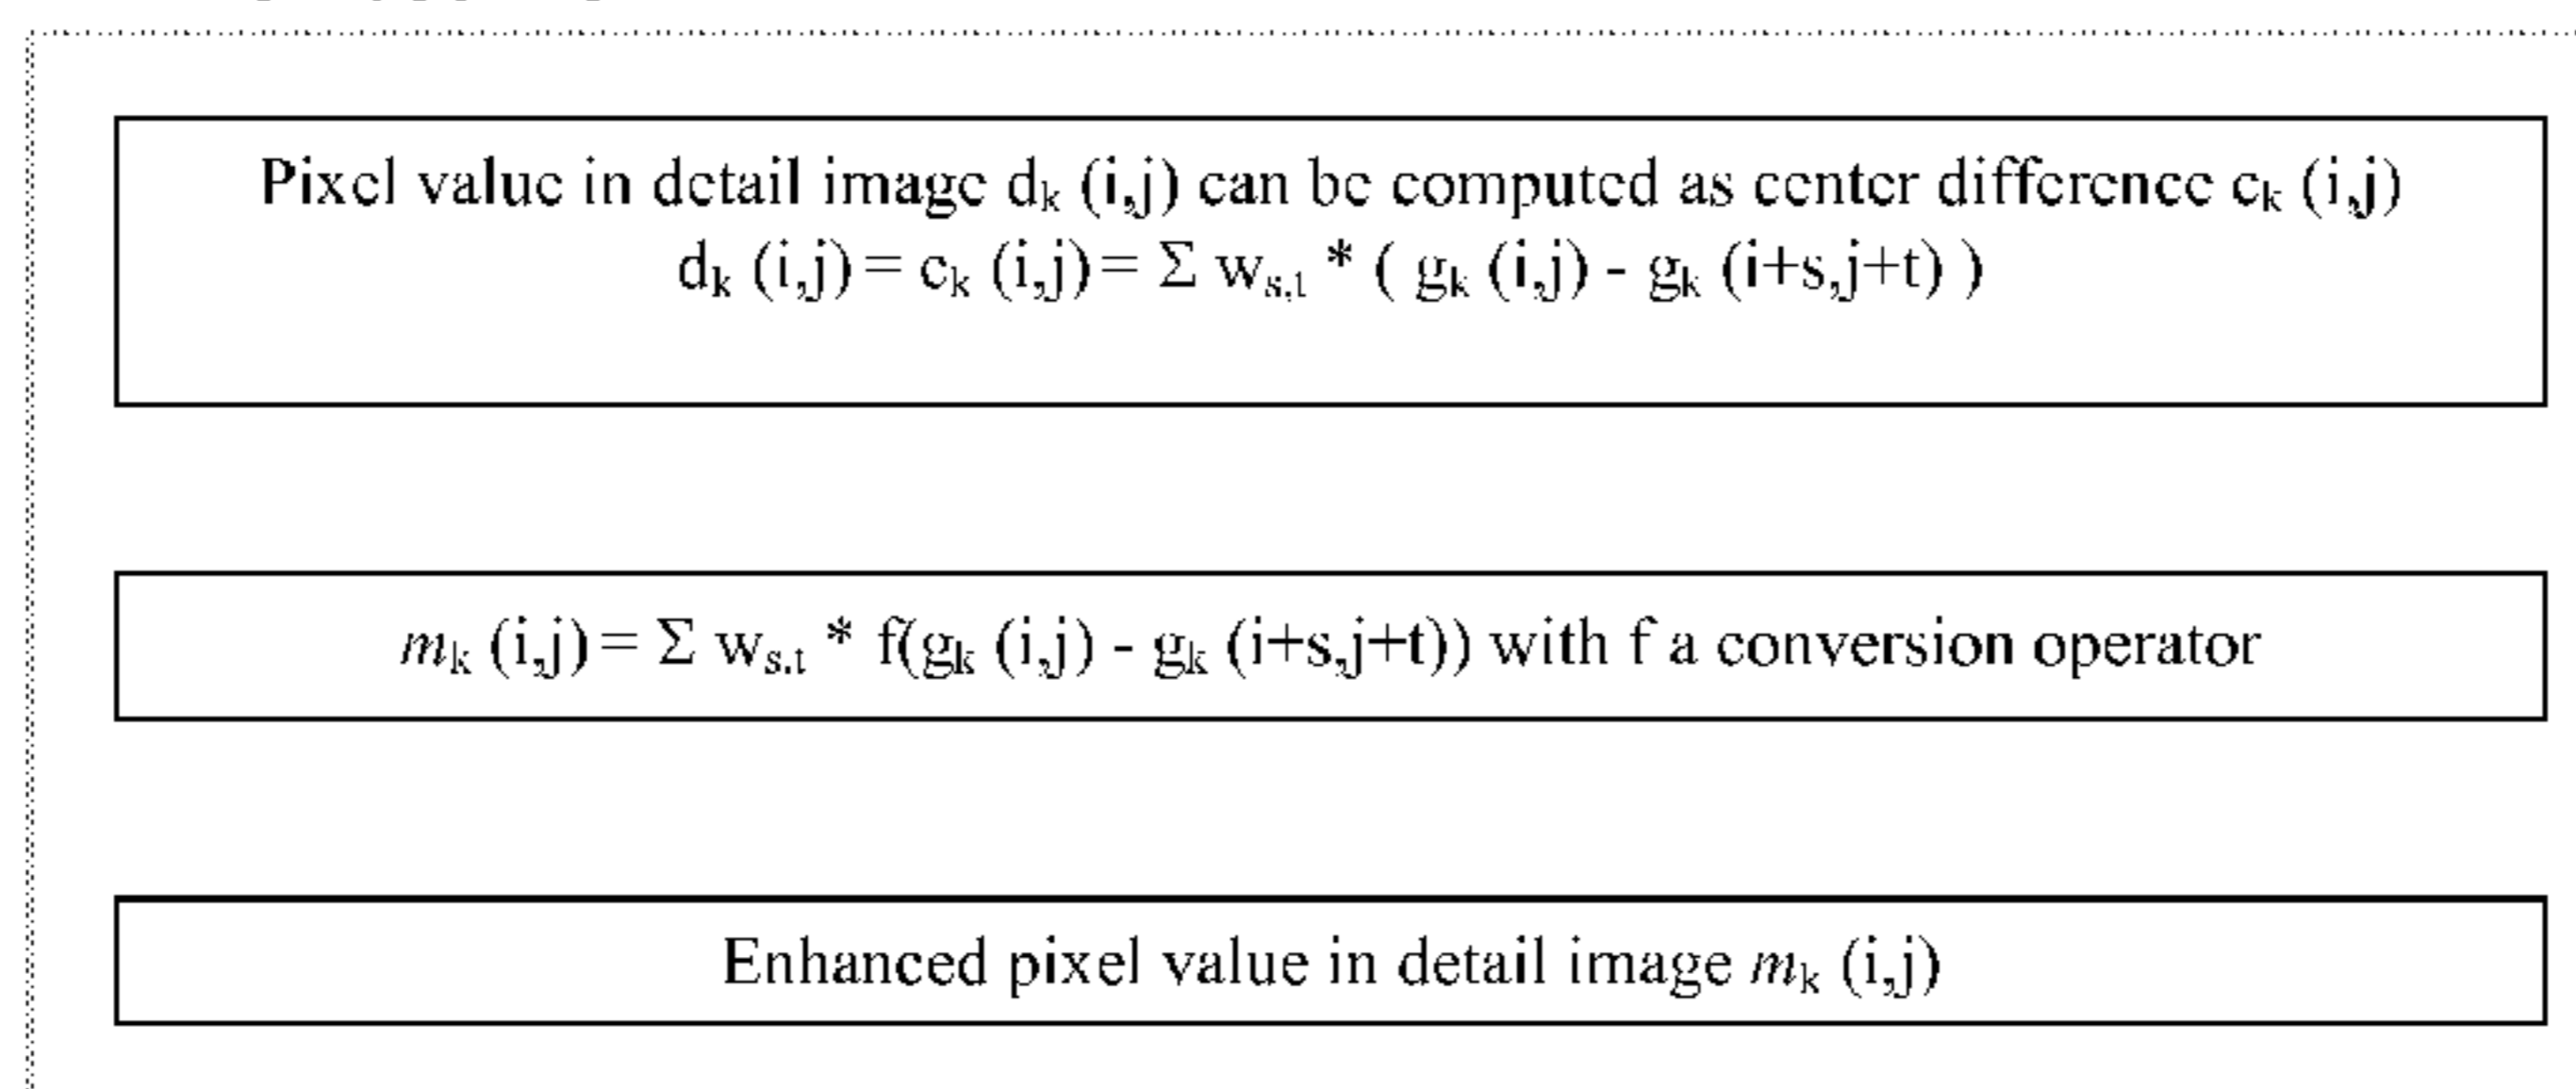 Pixel value in detail image dₖ (i,j) can be computed as center difference cₖ (i,j)
dₖ (i,j) = cₖ (i,j) = Σ wₛ,ₜ * ( gₖ (i,j) - gₖ (i+s,j+t) )
mₖ (i,j) = Σ wₛ,ₜ * f(gₖ (i,j) - gₖ (i+s,j+t)) with f a conversion operator
Enhanced pixel value in detail image mₖ (i,j)